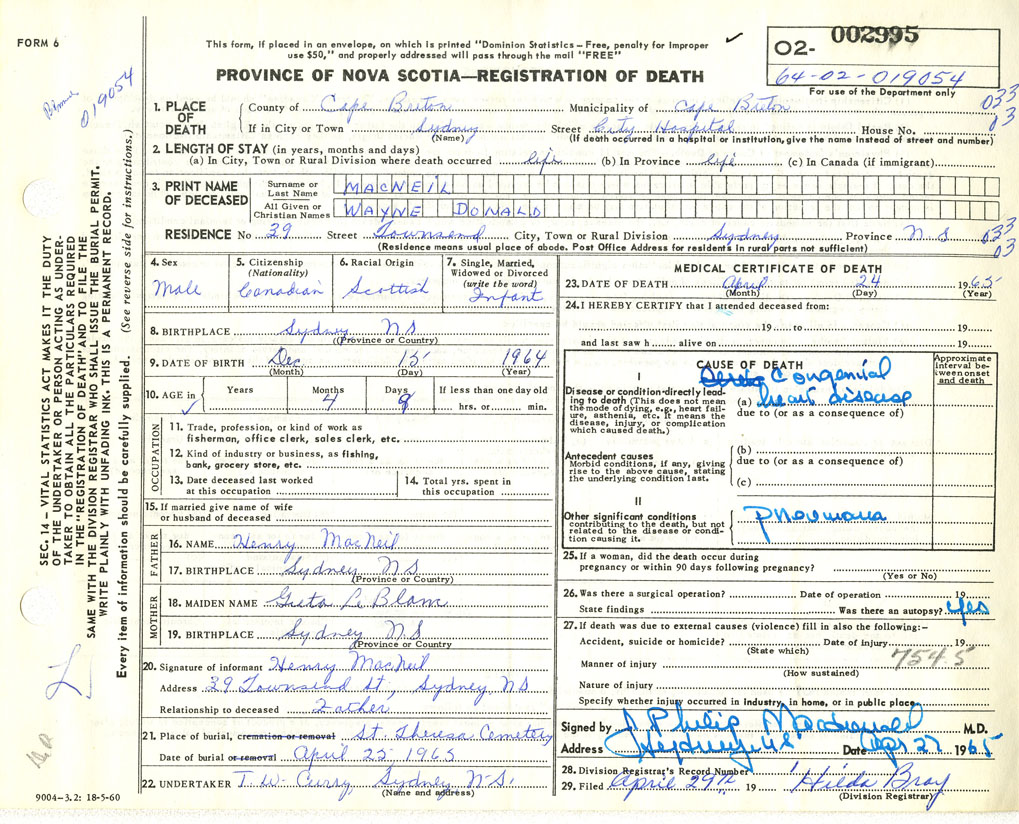 FORM 6
This form, if placed in an envelope, on which is printed "Dominion Statistics – Free, penalty for Improper
use $50," and properly addressed will pass through the mail "FREE"
PROVINCE OF NOVA SCOTIA—REGISTRATION OF DEATH
02- 002995
64-02-019054
For use of the Department only
019054
1. PLACE OF DEATH
County of Cape Breton Municipality of Cape Breton
033
03
If in City or Town Sydney Street City Hospital House No.
(Name) (If death occurred in a hospital or institution, give the name instead of street and number)
2. LENGTH OF STAY (in years, months and days)
(a) In City, Town or Rural Division where death occurred life (b) In Province life (c) In Canada (if immigrant)
3. PRINT NAME OF DECEASED
Surname or Last Name MACNEIL
All Given or Christian Names WAYNE DONALD
RESIDENCE No 39 Street Townsend City, Town or Rural Division Sydney Province N.S
033
03
(Residence means usual place of abode. Post Office Address for residents in rural parts not sufficient)
4. Sex
Male
5. Citizenship
(Nationality)
Canadian
6. Racial Origin
Scottish
7. Single, Married,
Widowed or Divorced
(write the word)
Infant
8. BIRTHPLACE Sydney NS
(Province or Country)
9. DATE OF BIRTH Dec 15 1964
(Month) (Day) (Year)
10. AGE in Years Months Days If less than one day old
4 9 hrs. or min.
OCCUPATION
11. Trade, profession, or kind of work as
fisherman, office clerk, sales clerk, etc.
12. Kind of industry or business, as fishing,
bank, grocery store, etc.
13. Date deceased last worked
at this occupation
14. Total yrs. spent in
this occupation
15. If married give name of wife
or husband of deceased
FATHER
16. NAME Henry MacNeil
17. BIRTHPLACE Sydney NS
(Province or Country)
MOTHER
18. MAIDEN NAME Greta Le Blanc
19. BIRTHPLACE Sydney NS
(Province or Country)
20. Signature of informant Henry MacNeil
Address 39 Townsend St, Sydney NS
Relationship to deceased Father
21. Place of burial, cremation or removal St. Theresa Cemetery
Date of burial or removal April 25 1965
22. UNDERTAKER T. W. Curry, Sydney N-S.
(Name and address)
MEDICAL CERTIFICATE OF DEATH
23. DATE OF DEATH April 24 1965
(Month) (Day) (Year)
24. I HEREBY CERTIFY that I attended deceased from:
19 to 19
and last saw h alive on 19
CAUSE OF DEATH
Approximate
interval between
onset
and death
I
Disease or condition directly leading
to death (This does not mean
the mode of dying, e.g., heart failure,
asthenia, etc. It means the
disease, injury, or complication
which caused death.)
Congenital
(a) heart disease
due to (or as a consequence of)
Antecedent causes
Morbid conditions, if any, giving
rise to the above cause, stating
the underlying condition last.
(b)
due to (or as a consequence of)
(c)
II
Other significant conditions
contributing to the death, but not
related to the disease or condition
causing it.
Pneumonia
25. If a woman, did the death occur during
pregnancy or within 90 days following pregnancy?
(Yes or No)
26. Was there a surgical operation? Date of operation 19
State findings Was there an autopsy? yes
27. If death was due to external causes (violence) fill in also the following:–
Accident, suicide or homicide? Date of injury 19
(State which)
7545
Manner of injury
(How sustained)
Nature of injury
Specify whether injury occurred in industry, in home, or in public place
Signed by J Philip Macdonald M.D.
Address Sydney NS Date Apr 27 1965
28. Division Registrar's Record Number
29. Filed April 29th 19 Hilda Bray
(Division Registrar)
9004-3.2: 18-5-60
SEC. 14 – VITAL STATISTICS ACT MAKES IT THE DUTY
OF THE UNDERTAKER OR PERSON ACTING AS UNDERTAKER
TO OBTAIN ALL THE PARTICULARS REQUIRED
IN THE "REGISTRATION OF DEATH" AND TO FILE THE
SAME WITH THE DIVISION REGISTRAR WHO SHALL ISSUE THE BURIAL PERMIT.
WRITE PLAINLY WITH UNFADING INK. THIS IS A PERMANENT RECORD.
Every item of information should be carefully supplied. (See reverse side for instructions.)